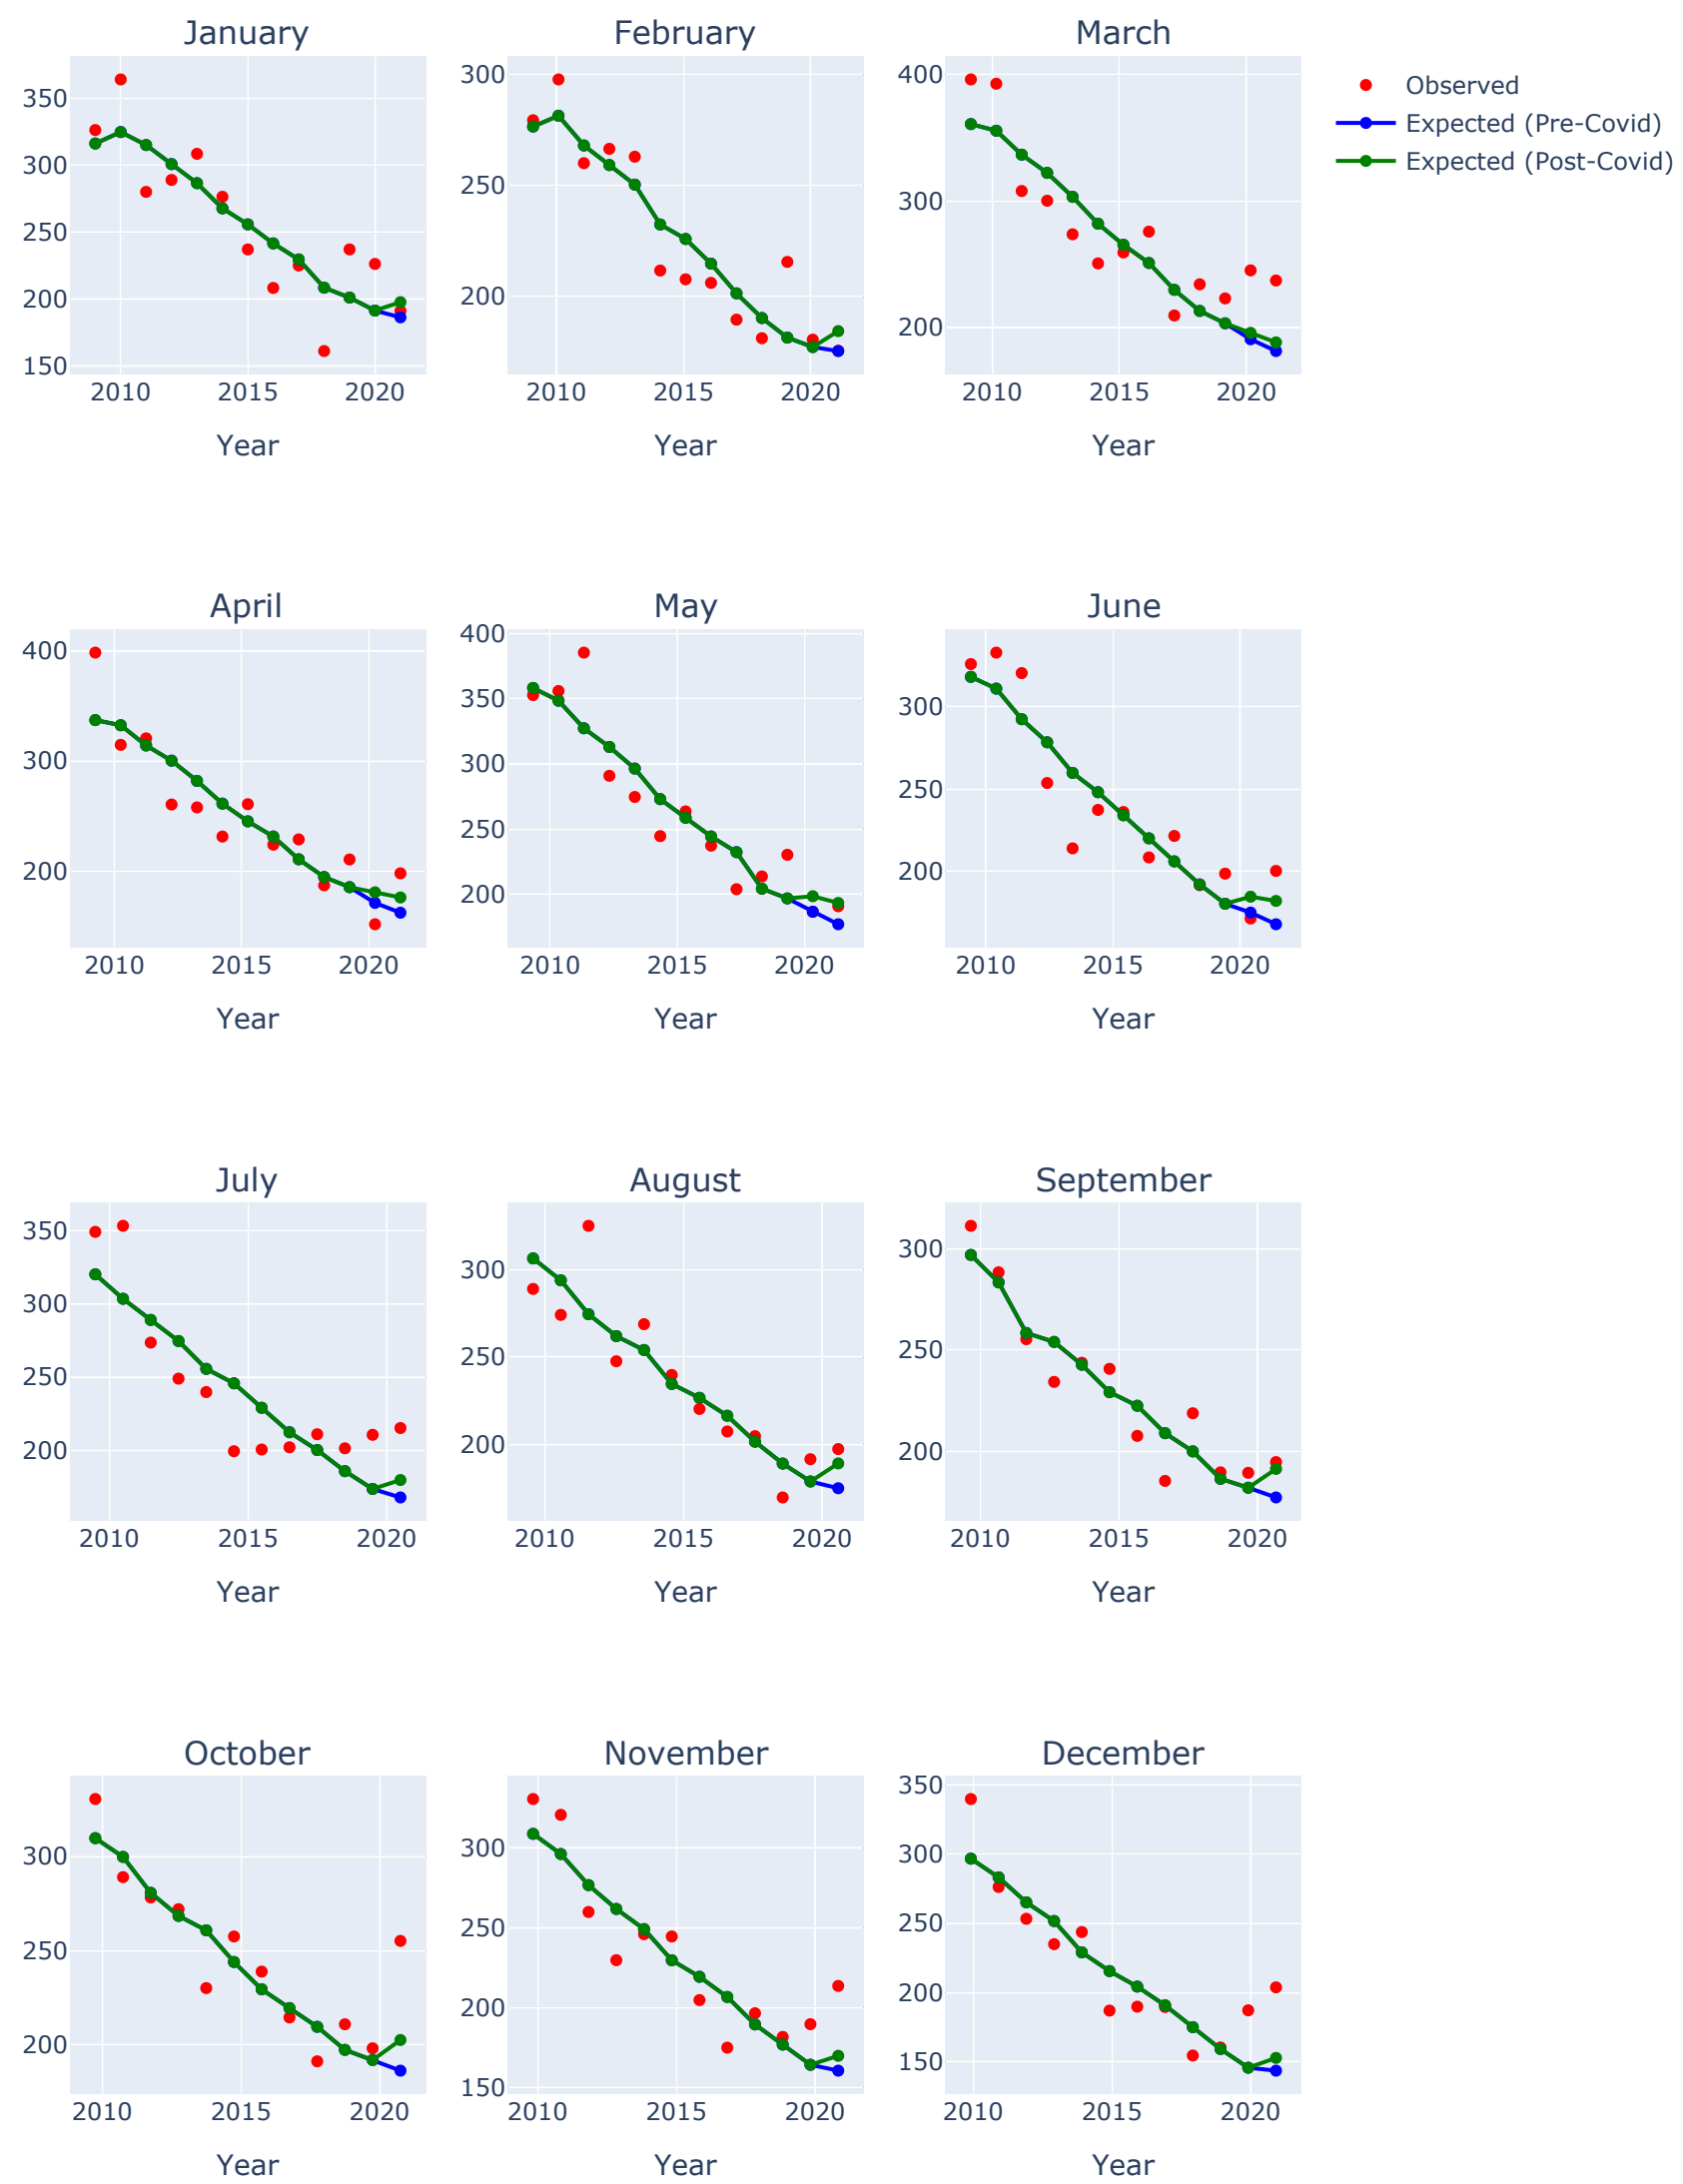 January
February
March
350
300
250
200
150
2010
2015
2020
Year
300
250
200
2010
2015
2020
Year
400
300
200
2010
2015
2020
Year
Observed
Expected (Pre-Covid)
Expected (Post-Covid)
April
May
June
400
300
200
2010
2015
2020
Year
400
350
300
250
200
2010
2015
2020
Year
300
250
200
2010
2015
2020
Year
July
August
September
350
300
250
200
2010
2015
2020
Year
300
250
200
2010
2015
2020
Year
300
250
200
2010
2015
2020
Year
October
November
December
300
250
200
2010
2015
2020
Year
300
250
200
150
2010
2015
2020
Year
350
300
250
200
150
2010
2015
2020
Year